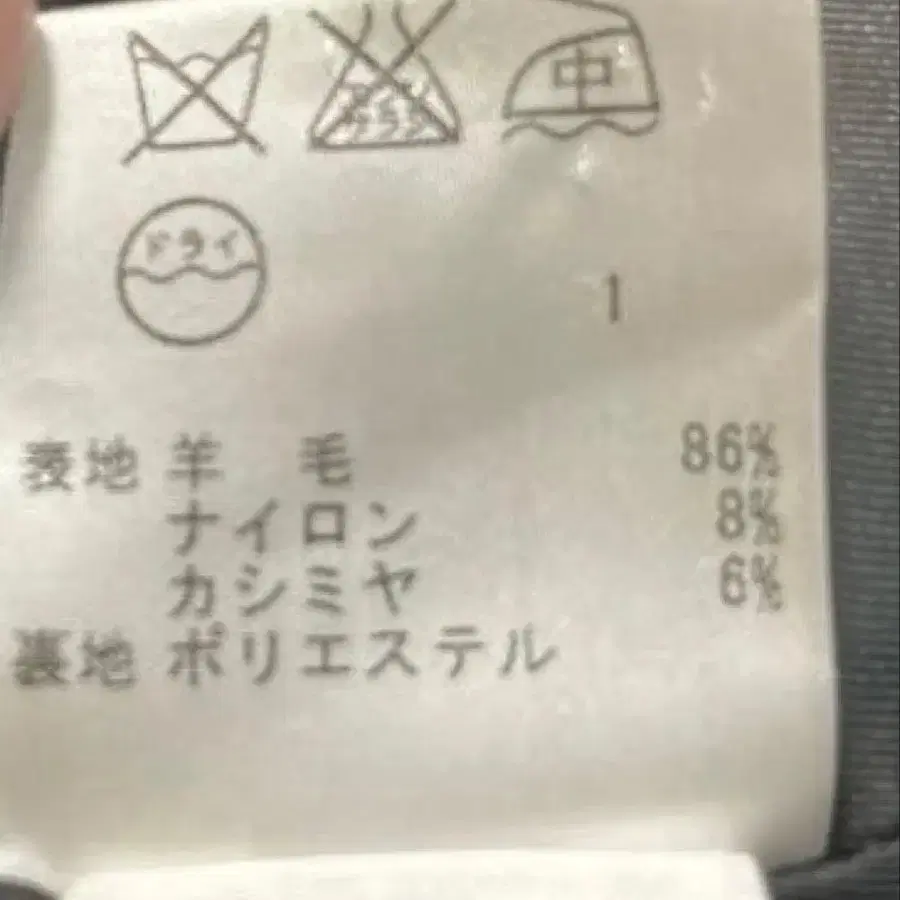 中
ドライ
1
表地 羊 毛 86%
ナイロン 8%
カシミヤ 6%
裏地 ポリエステル